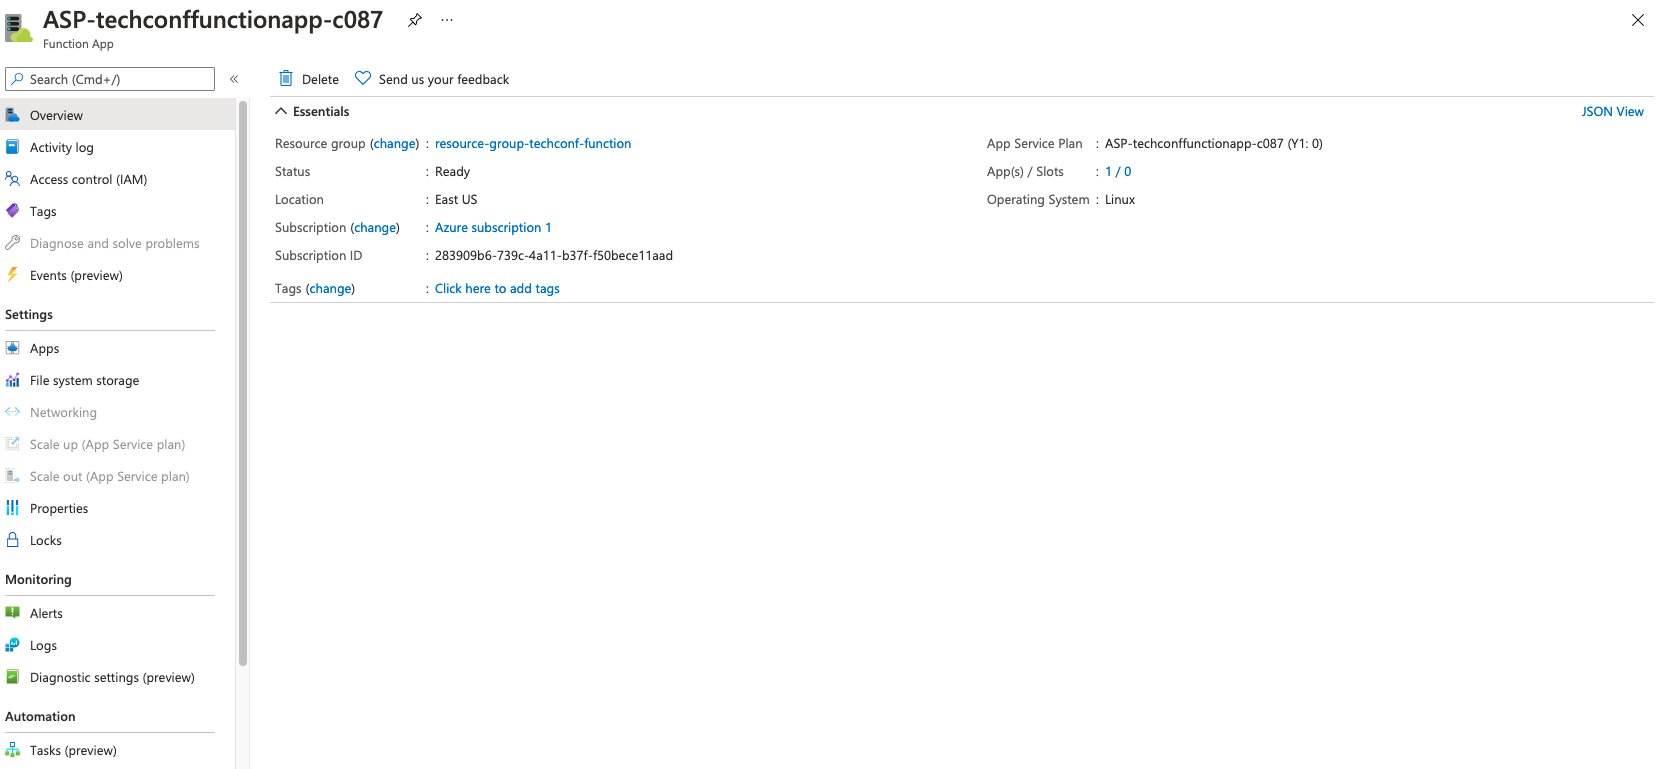 ASP-techconffunctionapp-c087
Function App
Search (Cmd+/)
Overview
Activity log
Access control (IAM)
Tags
Diagnose and solve problems
Events (preview)
Settings
Apps
File system storage
Networking
Scale up (App Service plan)
Scale out (App Service plan)
Properties
Locks
Monitoring
Alerts
Logs
Diagnostic settings (preview)
Automation
Tasks (preview)
Delete
Send us your feedback
Essentials
JSON View
Resource group (change) : resource-group-techconf-function
Status : Ready
Location : East US
Subscription (change) : Azure subscription 1
Subscription ID : 283909b6-739c-4a11-b37f-f50bece11aad
Tags (change) : Click here to add tags
App Service Plan : ASP-techconffunctionapp-c087 (Y1: 0)
App(s) / Slots : 1 / 0
Operating System : Linux